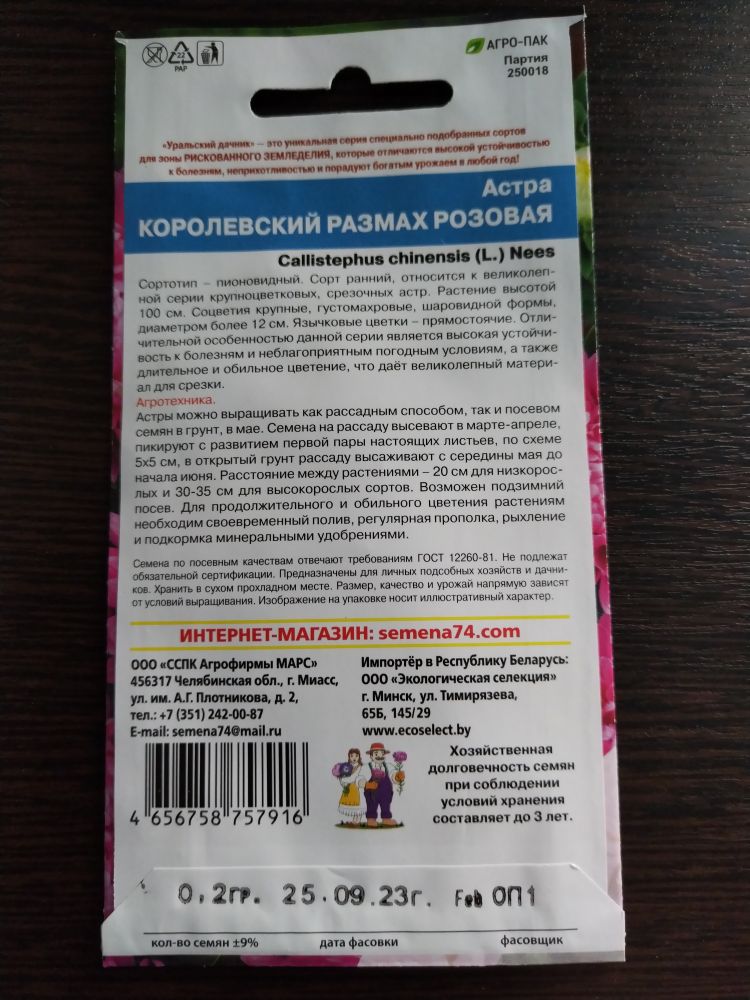 АГРО-ПАК
Партия
250018
22
PAP
«Уральский дачник» – это уникальная серия специально подобранных сортов
для зоны РИСКОВАННОГО ЗЕМЛЕДЕЛИЯ, которые отличаются высокой устойчивостью
к болезням, неприхотливостью и порадуют богатым урожаем в любой год!
Астра
КОРОЛЕВСКИЙ РАЗМАХ РОЗОВАЯ
Callistephus chinensis (L.) Nees
Сортотип – пионовидный. Сорт ранний, относится к великолеп-
ной серии крупноцветковых, срезочных астр. Растение высотой
100 см. Соцветия крупные, густомахровые, шаровидной формы,
диаметром более 12 см. Язычковые цветки – прямостоячие. Отли-
чительной особенностью данной серии является высокая устойчи-
вость к болезням и неблагоприятным погодным условиям, а также
длительное и обильное цветение, что даёт великолепный матери-
ал для срезки.
Агротехника.
Астры можно выращивать как рассадным способом, так и посевом
семян в грунт, в мае. Семена на рассаду высевают в марте-апреле,
пикируют с развитием первой пары настоящих листьев, по схеме
5х5 см, в открытый грунт рассаду высаживают с середины мая до
начала июня. Расстояние между растениями – 20 см для низкорос-
лых и 30-35 см для высокорослых сортов. Возможен подзимний
посев. Для продолжительного и обильного цветения растениям
необходим своевременный полив, регулярная прополка, рыхление
и подкормка минеральными удобрениями.
Семена по посевным качествам отвечают требованиям ГОСТ 12260-81. Не подлежат
обязательной сертификации. Предназначены для личных подсобных хозяйств и дачни-
ков. Хранить в сухом прохладном месте. Размер, качество и урожай напрямую зависят
от условий выращивания. Изображение на упаковке носит иллюстративный характер.
ИНТЕРНЕТ-МАГАЗИН: semena74.com
ООО «ССПК Агрофирмы МАРС»
456317 Челябинская обл., г. Миасс,
ул. им. А.Г. Плотникова, д. 2,
тел.: +7 (351) 242-00-87
E-mail: semena74@mail.ru
Импортёр в Республику Беларусь:
ООО «Экологическая селекция»
г. Минск, ул. Тимирязева,
65Б, 145/29
www.ecoselect.by
Хозяйственная
долговечность семян
при соблюдении
условий хранения
составляет до 3 лет.
4 656758 757916
0,2гр. 25.09.23г. ОП1
кол-во семян ±9% дата фасовки фасовщик